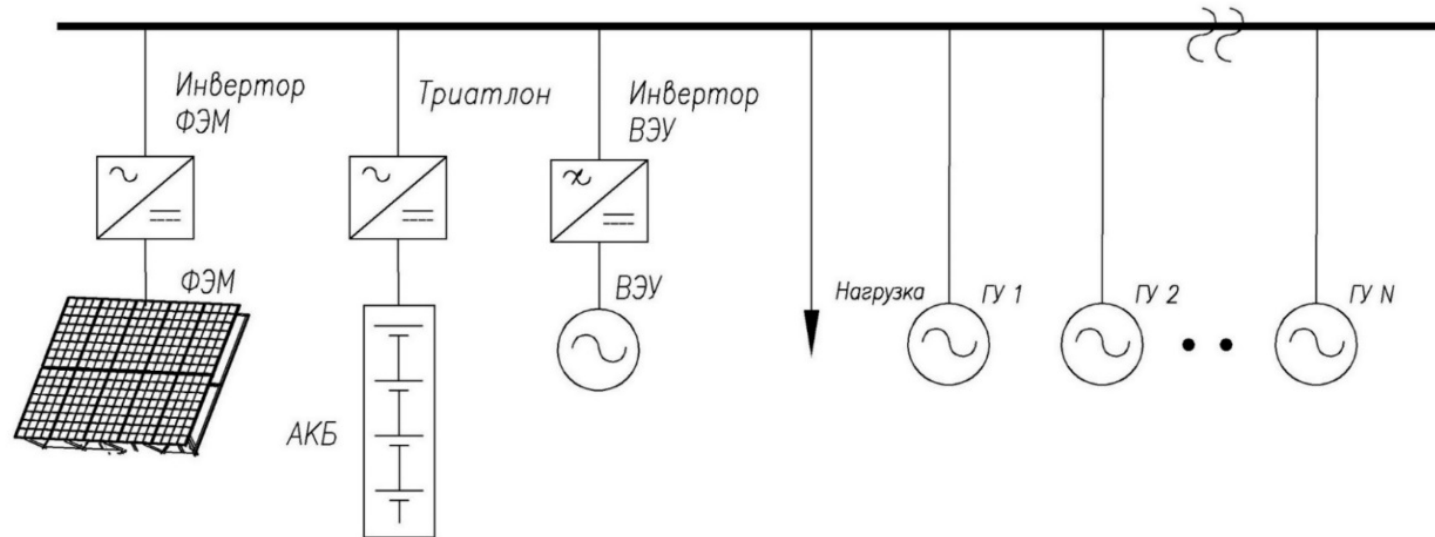 Инвертор
ФЭМ
Триатлон
Инвертор
ВЭУ
ФЭМ
ВЭУ
Нагрузка
ГУ 1
ГУ 2
ГУ N
АКБ